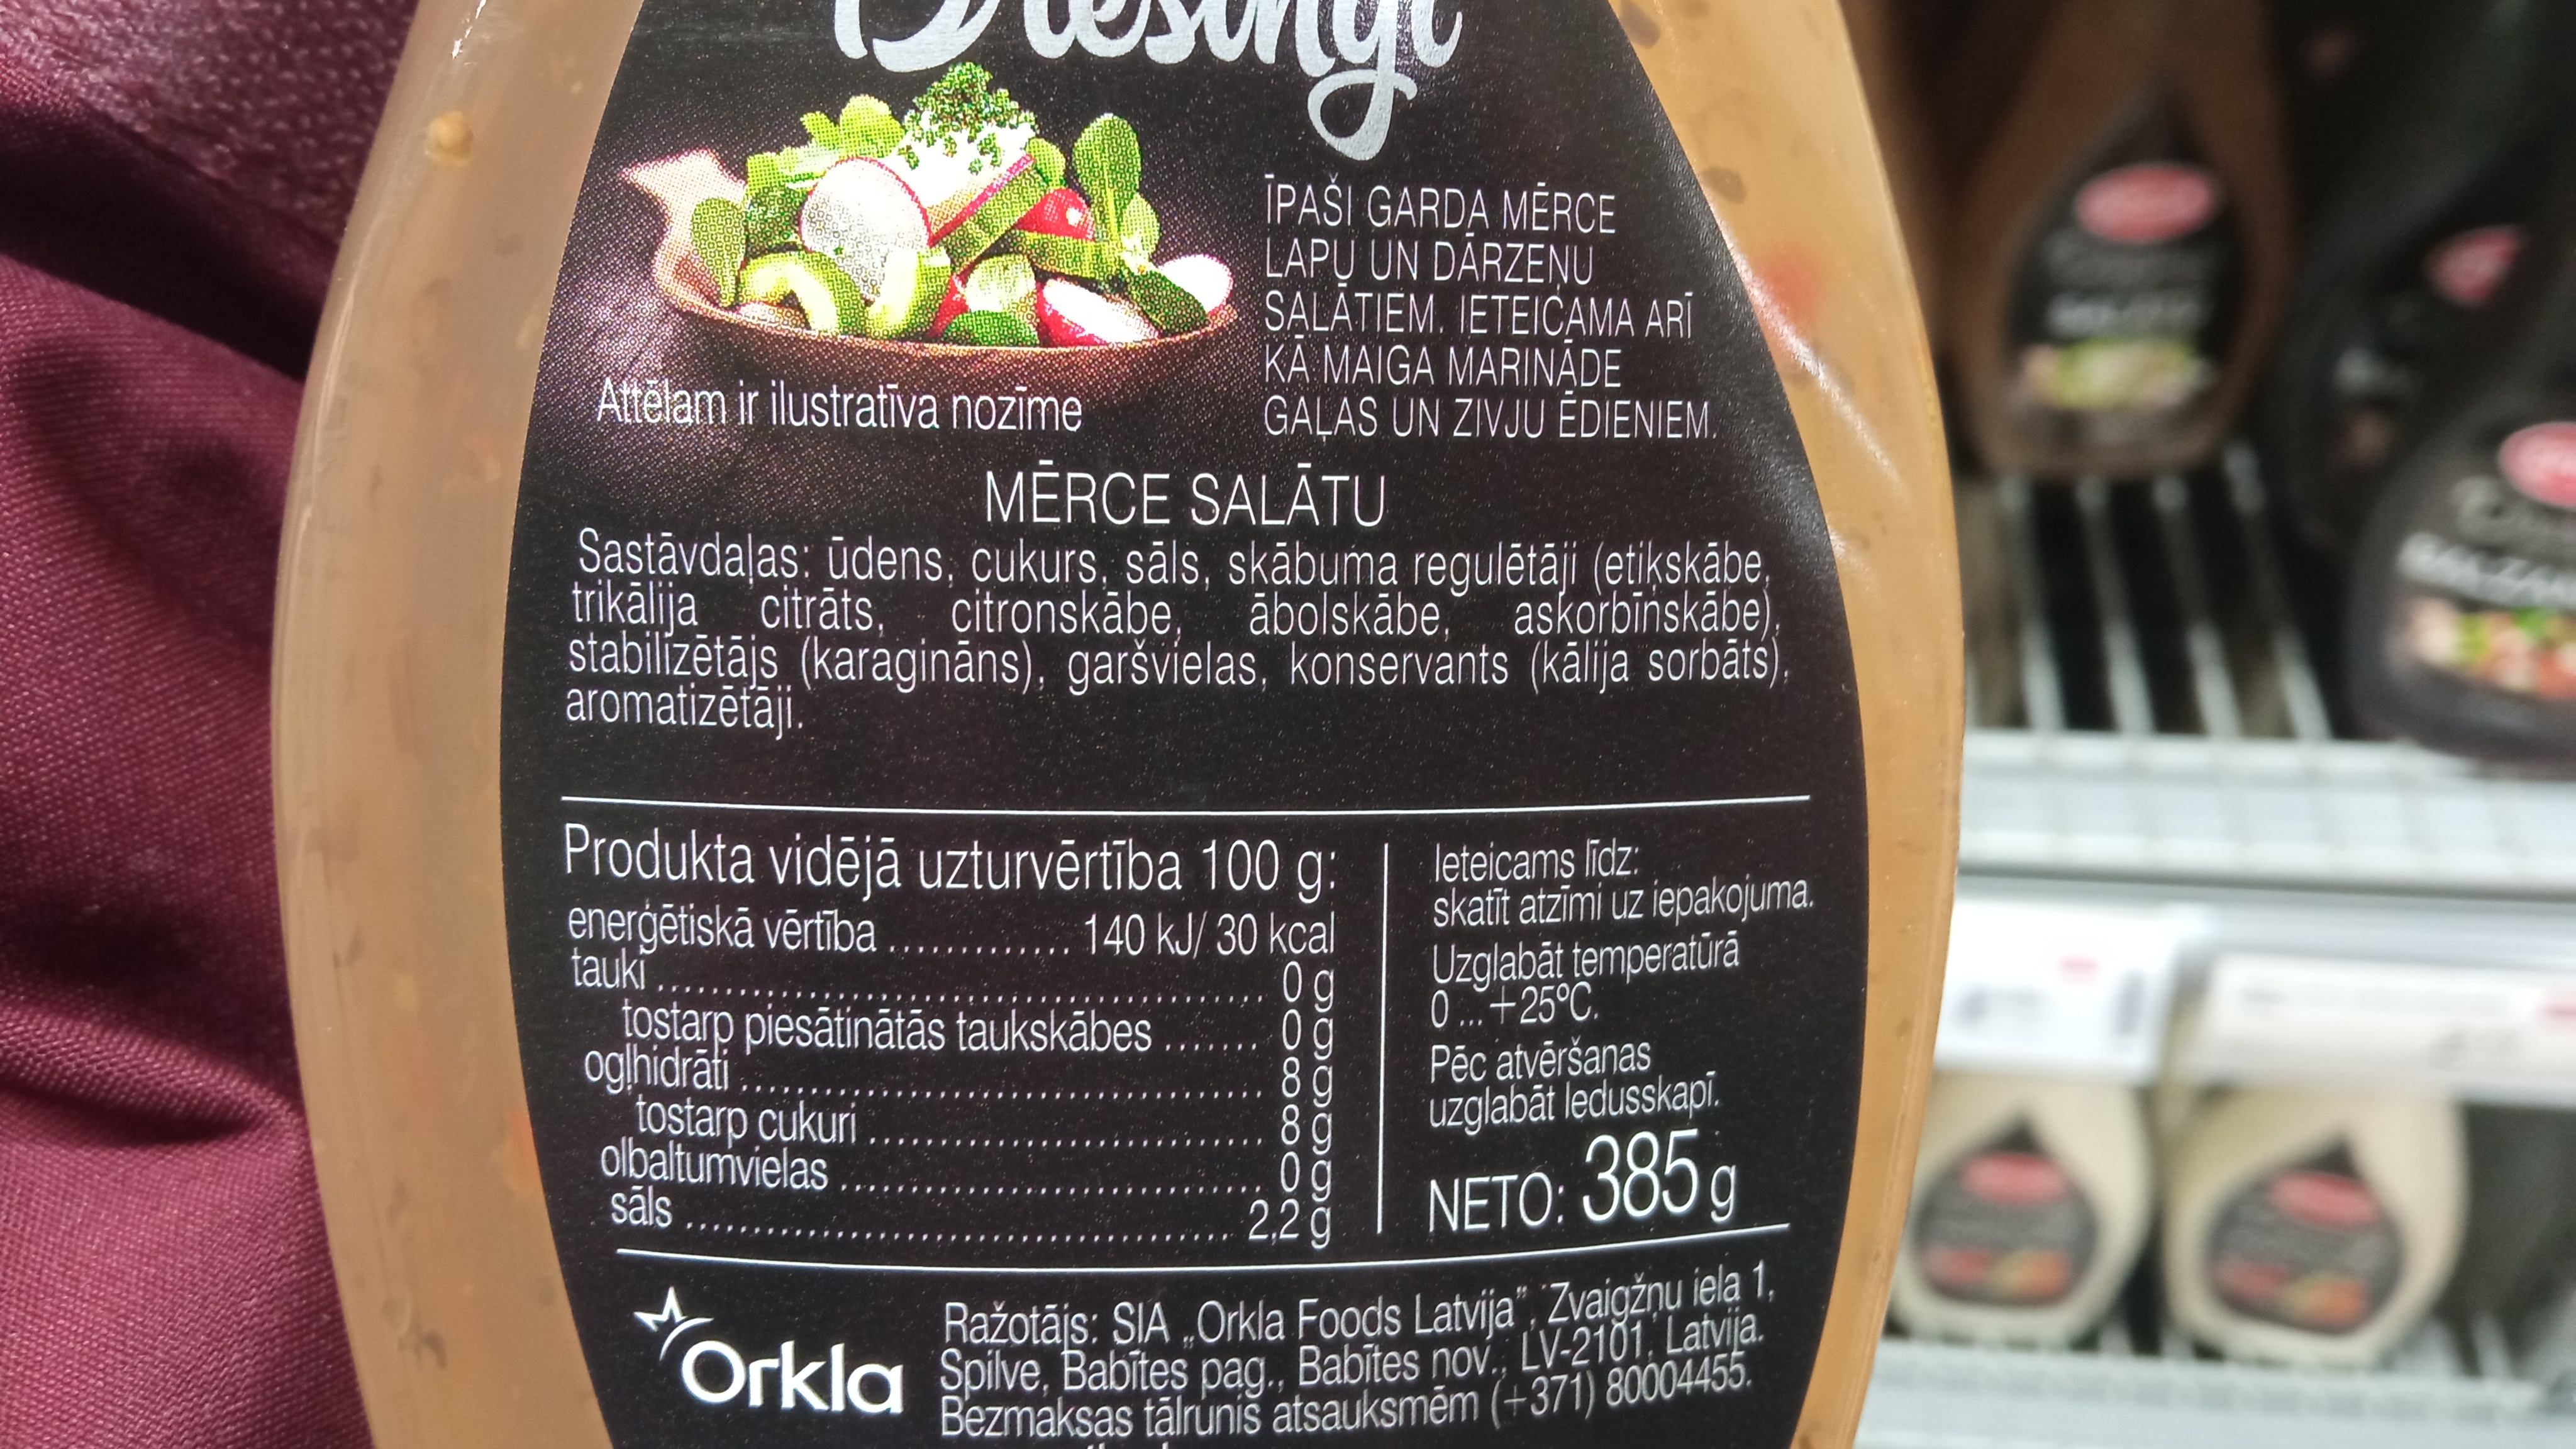 ĪPAŠI GARDA MĒRCE
LAPU UN DĀRZEŅU
SALĀTIEM. IETEICAMA ARĪ
KĀ MAIGA MARINĀDE
GAĻAS UN ZIVJU ĒDIENIEM.
Attēlam ir ilustratīva nozīme
MĒRCE SALĀTU
Sastāvdaļas: ūdens, cukurs, sāls, skābuma regulētāji (etiķskābe,
trikālija citrāts, citronskābe, ābolskābe, askorbīnskābe),
stabilizētājs (karagināns), garšvielas, konservants (kālija sorbāts),
aromatizētāji.
Produkta vidējā uzturvērtība 100 g:
enerģētiskā vērtība ............. 140 kJ/ 30 kcal
tauki ........................................... 0 g
tostarp piesātinātās taukskābes ....... 0 g
ogļhidrāti ..................................... 8 g
tostarp cukuri ............................. 8 g
olbaltumvielas ............................... 0 g
sāls ....................................... 2,2 g
Ieteicams līdz:
skatīt atzīmi uz iepakojuma.
Uzglabāt temperatūrā
0 ... +25°C.
Pēc atvēršanas
uzglabāt ledusskapī.
NETO: 385 g
Orkla
Ražotājs: SIA „Orkla Foods Latvija”, Zvaigžņu iela 1,
Spilve, Babītes pag., Babītes nov., LV-2101, Latvija.
Bezmaksas tālrunis atsauksmēm (+371) 80004455.